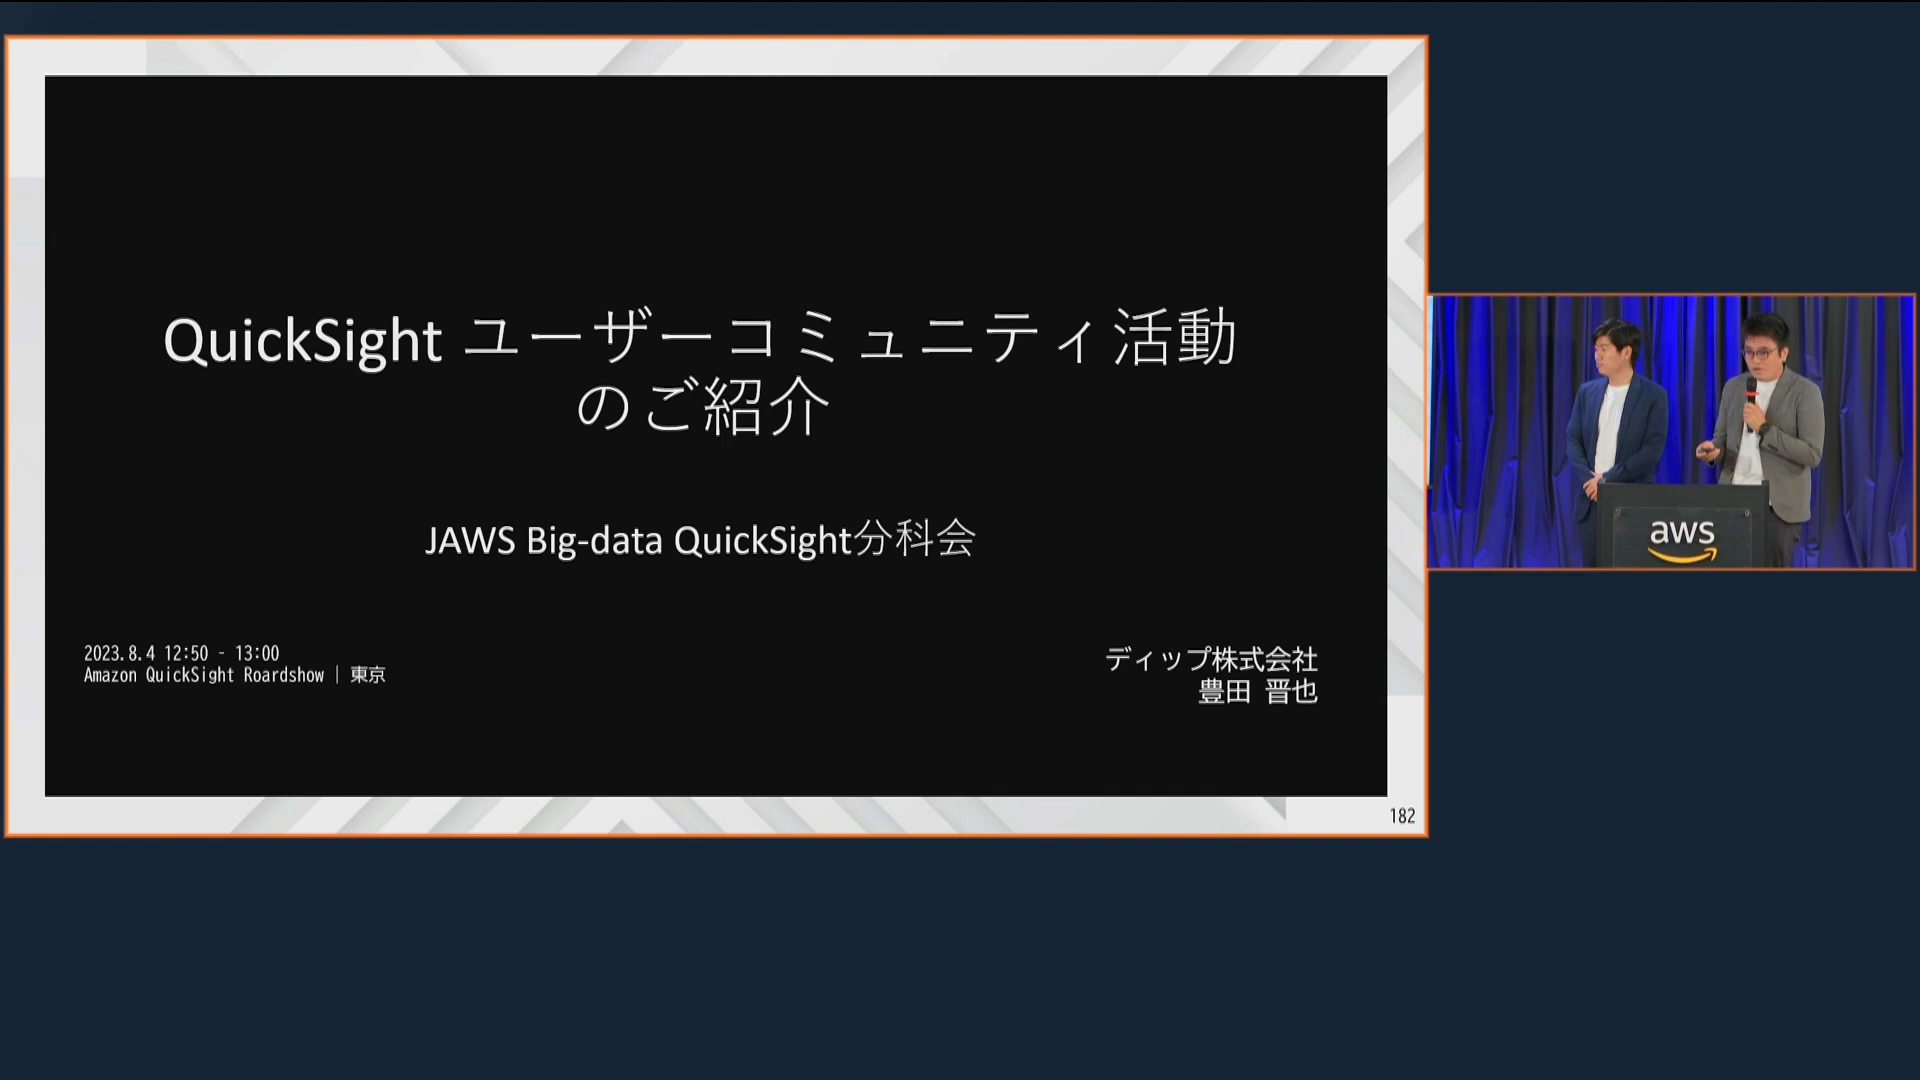 QuickSight ユーザーコミュニティ活動
のご紹介
JAWS Big-data QuickSight分科会
2023.8.4 12:50 - 13:00
Amazon QuickSight Roardshow | 東京
ディップ株式会社
豊田 晋也
182
aws